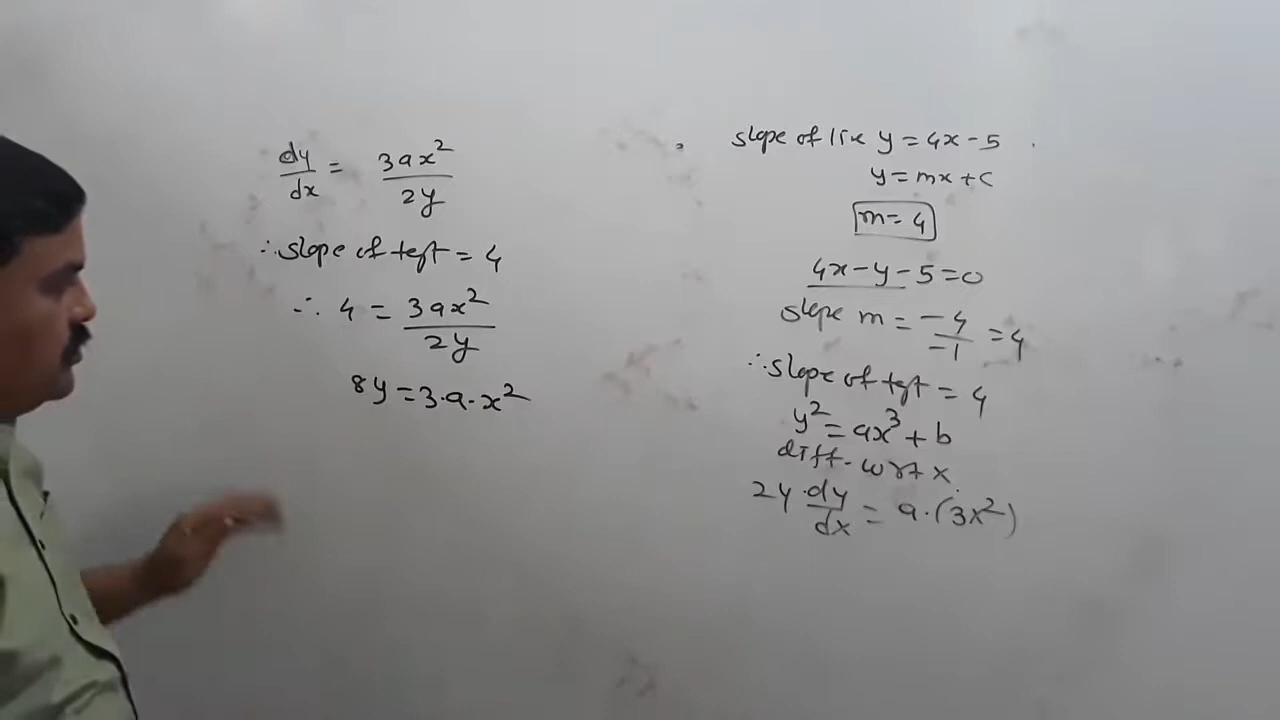 dy/dx = 3ax²/2y
∴ slope of tegt = 4
∴ 4 = 3ax²/2y
8y = 3·a·x²
slope of line y = 4x - 5
y = mx + c
m = 4
4x - y - 5 = 0
slope m = -4/-1 = 4
∴ slope of tgt = 4
y² = ax³ + b
diff. wrt x
2y · dy/dx = a · (3x²)